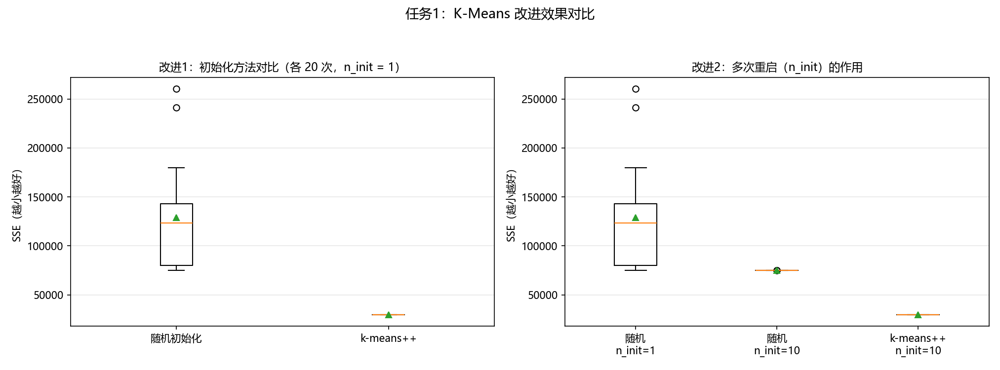 任务1：K-Means 改进效果对比
改进1：初始化方法对比（各 20 次，n_init = 1）
SSE（越小越好）
250000
200000
150000
100000
50000
随机初始化
k-means++
改进2：多次重启（n_init）的作用
SSE（越小越好）
250000
200000
150000
100000
50000
随机
n_init=1
随机
n_init=10
k-means++
n_init=10